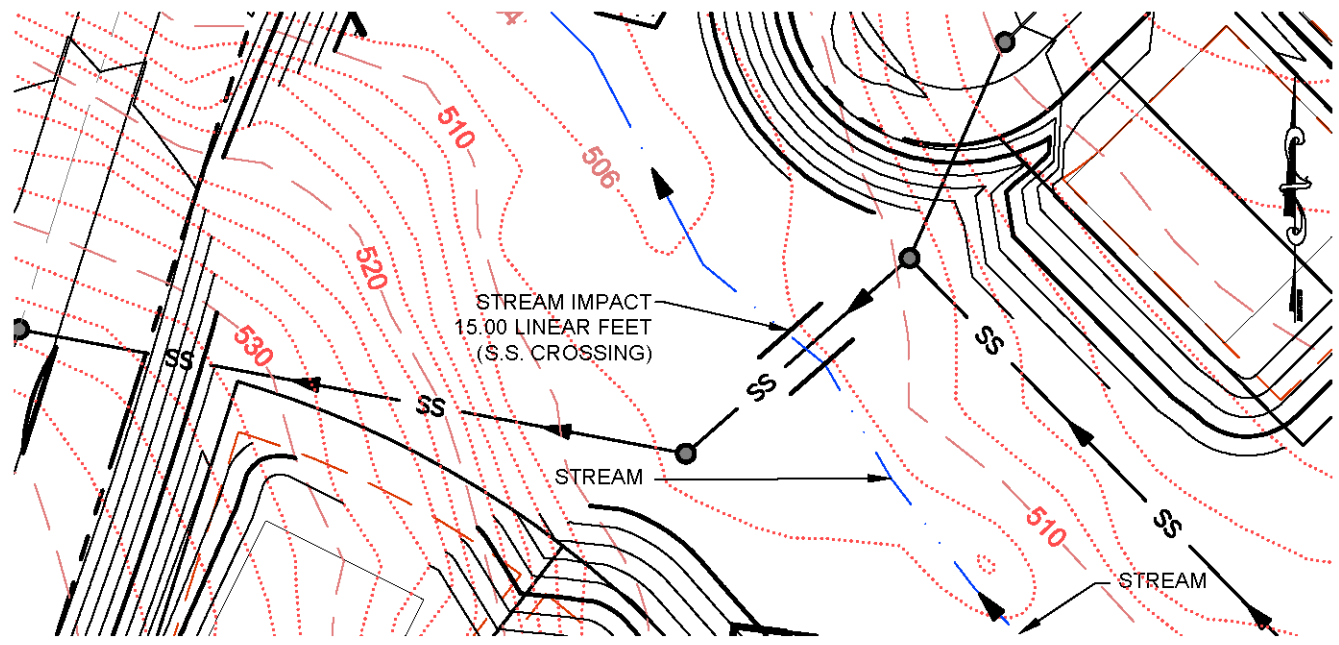 510
506
520
STREAM IMPACT
15.00 LINEAR FEET
(S.S. CROSSING)
530
SS
SS
SS
SS
STREAM
510
SS
STREAM